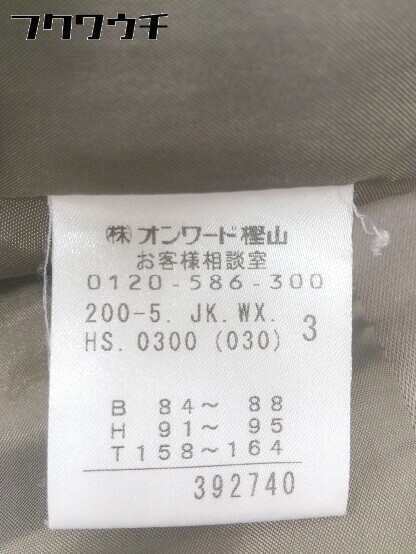 フクウウチ
㈱オンワード樫山
お客様相談室
0120-586-300
200-5. JK.WX.
HS.0300 (030) 3
B 84～ 88
H 91～ 95
T158～164
392740